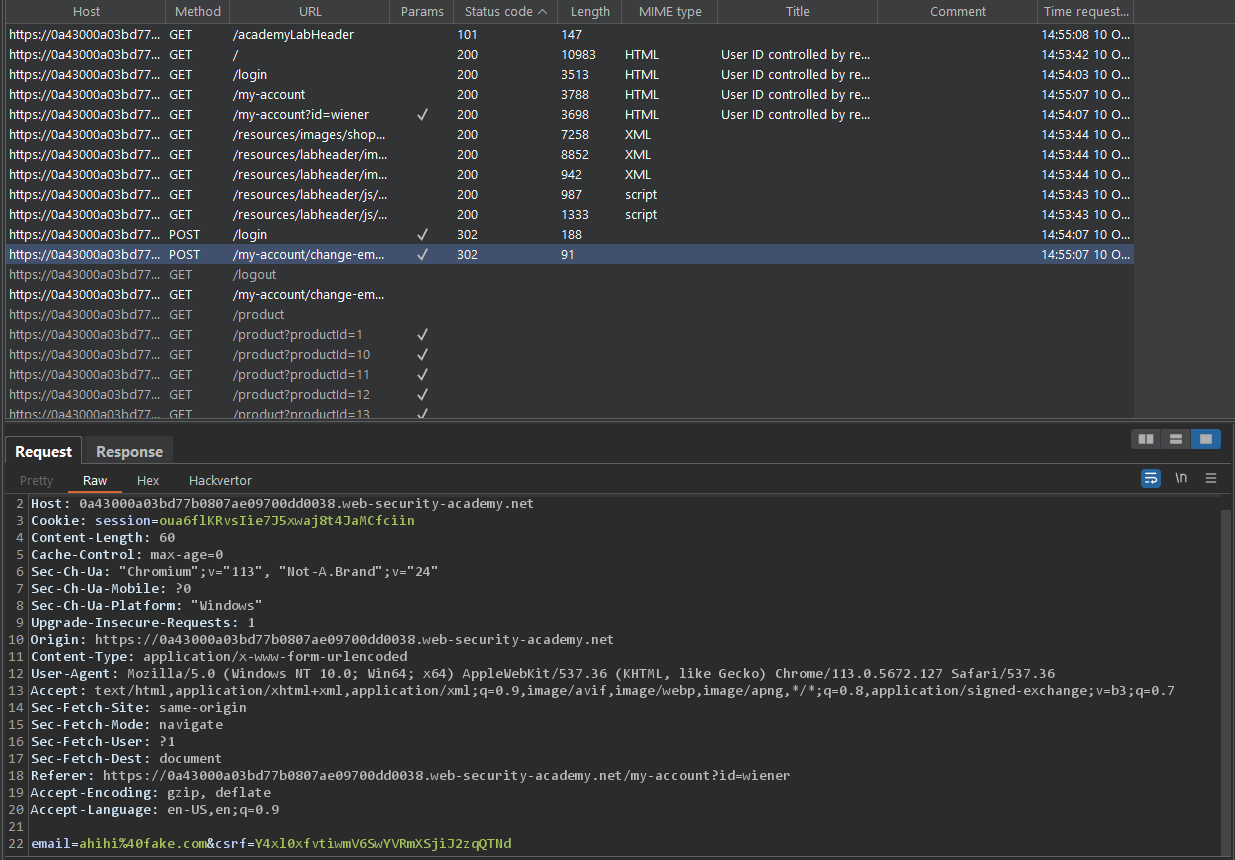 Host Method URL Params Status code Length MIME type Title Comment Time request...
https://0a43000a03bd77... GET /academyLabHeader 101 147 14:55:08 10 O...
https://0a43000a03bd77... GET / 200 10983 HTML User ID controlled by re... 14:53:42 10 O...
https://0a43000a03bd77... GET /login 200 3513 HTML User ID controlled by re... 14:54:03 10 O...
https://0a43000a03bd77... GET /my-account 200 3788 HTML User ID controlled by re... 14:55:07 10 O...
https://0a43000a03bd77... GET /my-account?id=wiener ✓ 200 3698 HTML User ID controlled by re... 14:54:07 10 O...
https://0a43000a03bd77... GET /resources/images/shop... 200 7258 XML 14:53:44 10 O...
https://0a43000a03bd77... GET /resources/labheader/im... 200 8852 XML 14:53:44 10 O...
https://0a43000a03bd77... GET /resources/labheader/im... 200 942 XML 14:53:44 10 O...
https://0a43000a03bd77... GET /resources/labheader/js/... 200 987 script 14:53:43 10 O...
https://0a43000a03bd77... GET /resources/labheader/js/... 200 1333 script 14:53:43 10 O...
https://0a43000a03bd77... POST /login ✓ 302 188 14:54:07 10 O...
https://0a43000a03bd77... POST /my-account/change-em... ✓ 302 91 14:55:07 10 O...
https://0a43000a03bd77... GET /logout
https://0a43000a03bd77... GET /my-account/change-em...
https://0a43000a03bd77... GET /product
https://0a43000a03bd77... GET /product?productId=1 ✓
https://0a43000a03bd77... GET /product?productId=10 ✓
https://0a43000a03bd77... GET /product?productId=11 ✓
https://0a43000a03bd77... GET /product?productId=12 ✓
https://0a43000a03bd77... GET /product?productId=13 ✓
Request Response
Pretty Raw Hex Hackvertor \n
2 Host: 0a43000a03bd77b0807ae09700dd0038.web-security-academy.net
3 Cookie: session=oua6flKRvsIie7J5xwaj8t4JaMCfciin
4 Content-Length: 60
5 Cache-Control: max-age=0
6 Sec-Ch-Ua: "Chromium";v="113", "Not-A.Brand";v="24"
7 Sec-Ch-Ua-Mobile: ?0
8 Sec-Ch-Ua-Platform: "Windows"
9 Upgrade-Insecure-Requests: 1
10 Origin: https://0a43000a03bd77b0807ae09700dd0038.web-security-academy.net
11 Content-Type: application/x-www-form-urlencoded
12 User-Agent: Mozilla/5.0 (Windows NT 10.0; Win64; x64) AppleWebKit/537.36 (KHTML, like Gecko) Chrome/113.0.5672.127 Safari/537.36
13 Accept: text/html,application/xhtml+xml,application/xml;q=0.9,image/avif,image/webp,image/apng,*/*;q=0.8,application/signed-exchange;v=b3;q=0.7
14 Sec-Fetch-Site: same-origin
15 Sec-Fetch-Mode: navigate
16 Sec-Fetch-User: ?1
17 Sec-Fetch-Dest: document
18 Referer: https://0a43000a03bd77b0807ae09700dd0038.web-security-academy.net/my-account?id=wiener
19 Accept-Encoding: gzip, deflate
20 Accept-Language: en-US,en;q=0.9
21
22 email=ahihi%40fake.com&csrf=Y4xl0xfvtiwmV6SwYVRmXSjiJ2zqQTNd